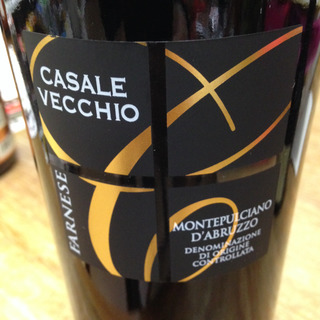 CASALE
VECCHIO
FARNESE
MONTEPULCIANO
D'ABRUZZO
DENOMINAZIONE
DI ORIGINE
CONTROLLATA